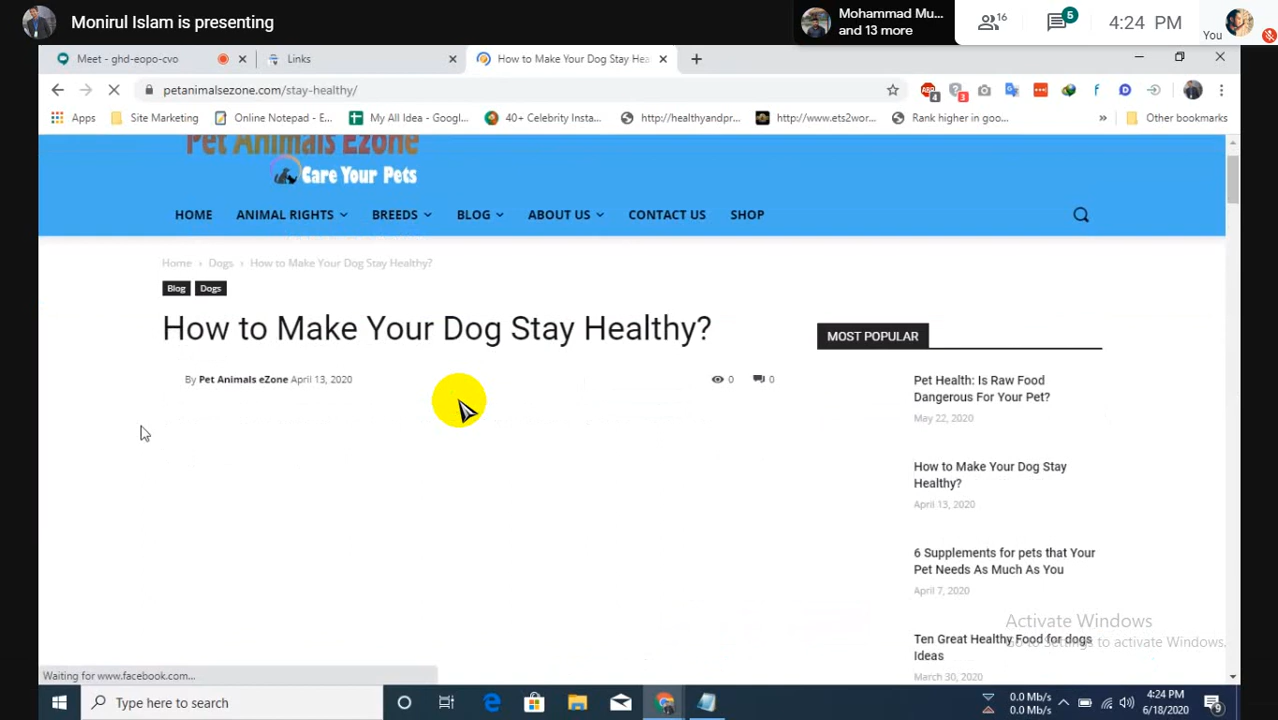 Monirul Islam is presenting
Mohammad Mu...
and 13 more
16
5
4:24 PM
You
Meet - ghd-eopo-cvo
Links
How to Make Your Dog Stay Hea
petanimalsezone.com/stay-healthy/
4
3
Apps
Site Marketing
Online Notepad - E...
My All Idea - Googl...
40+ Celebrity Insta...
http://healthyandpr...
http://www.ets2wor...
Rank higher in goo...
»
Other bookmarks
Pet Animals Ezone
Care Your Pets
HOME
ANIMAL RIGHTS
BREEDS
BLOG
ABOUT US
CONTACT US
SHOP
Home › Dogs › How to Make Your Dog Stay Healthy?
Blog
Dogs
How to Make Your Dog Stay Healthy?
By Pet Animals eZone April 13, 2020
0
0
MOST POPULAR
Pet Health: Is Raw Food
Dangerous For Your Pet?
May 22, 2020
How to Make Your Dog Stay
Healthy?
April 13, 2020
6 Supplements for pets that Your
Pet Needs As Much As You
April 7, 2020
Ten Great Healthy Food for dogs
Ideas
March 30, 2020
Activate Windows
Go to Settings to activate Windows.
Waiting for www.facebook.com...
Type here to search
0.0 Mb/s
0.0 Mb/s
4:24 PM
6/18/2020
9